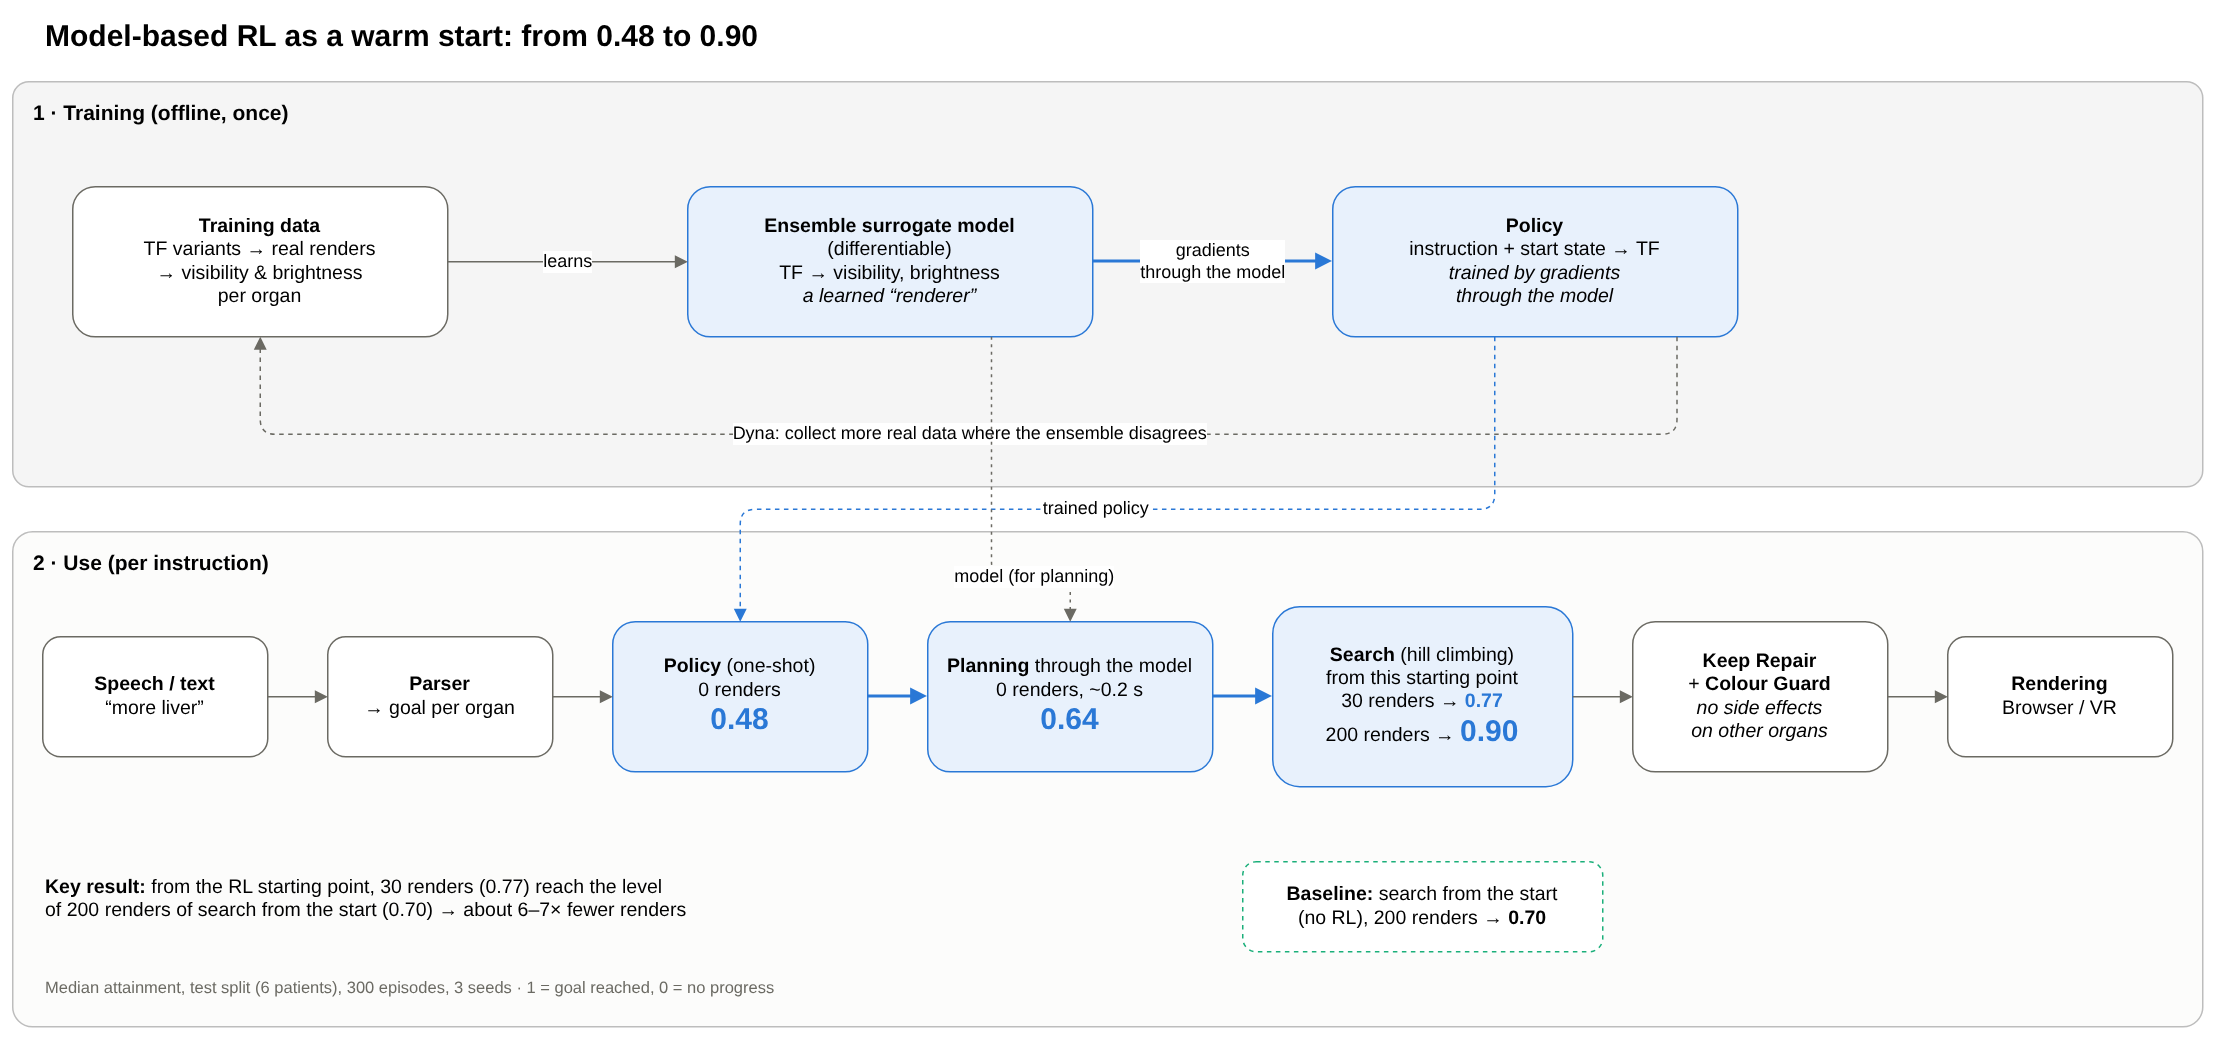 Model-based RL as a warm start: from 0.48 to 0.90
1 · Training (offline, once)
Training data
TF variants → real renders
→ visibility & brightness
per organ
learns
Ensemble surrogate model
(differentiable)
TF → visibility, brightness
a learned “renderer”
gradients
through the model
Policy
instruction + start state → TF
trained by gradients
through the model
Dyna: collect more real data where the ensemble disagrees
trained policy
2 · Use (per instruction)
model (for planning)
Speech / text
“more liver”
Parser
→ goal per organ
Policy (one-shot)
0 renders
0.48
Planning through the model
0 renders, ~0.2 s
0.64
Search (hill climbing)
from this starting point
30 renders → 0.77
200 renders → 0.90
Keep Repair
+ Colour Guard
no side effects
on other organs
Rendering
Browser / VR
Key result: from the RL starting point, 30 renders (0.77) reach the level
of 200 renders of search from the start (0.70) → about 6–7× fewer renders
Baseline: search from the start
(no RL), 200 renders → 0.70
Median attainment, test split (6 patients), 300 episodes, 3 seeds · 1 = goal reached, 0 = no progress